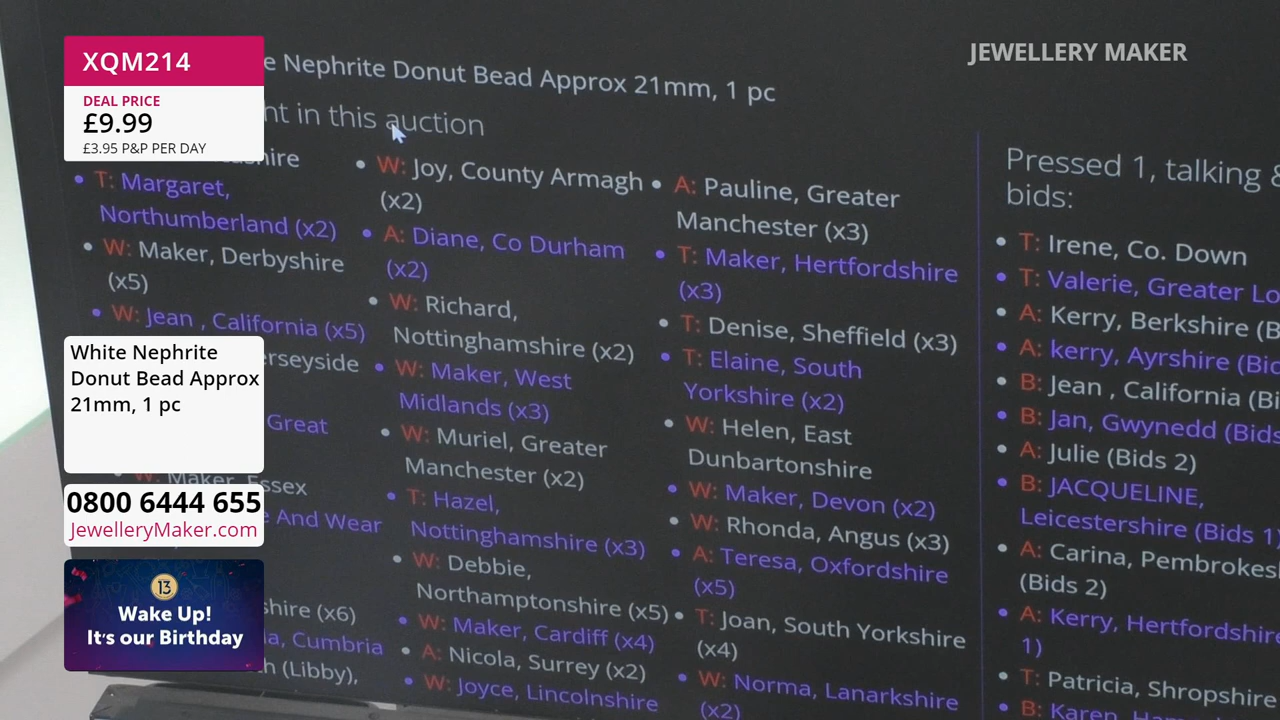 XQM214
DEAL PRICE
£9.99
£3.95 P&P PER DAY
White Nephrite
Donut Bead Approx
21mm, 1 pc
0800 6444 655
JewelleryMaker.com
13
Wake Up!
It's our Birthday
JEWELLERY MAKER
e Nephrite Donut Bead Approx 21mm, 1 pc
nt in this auction
shire
• T: Margaret,
Northumberland (x2)
• W: Maker, Derbyshire
(x5)
• W: Jean , California (x5)
erseyside
Great
W: Maker, Essex
e And Wear
shire (x6)
la, Cumbria
h (Libby),
• W: Joy, County Armagh
(x2)
• A: Diane, Co Durham
(x2)
• W: Richard,
Nottinghamshire (x2)
• W: Maker, West
Midlands (x3)
• W: Muriel, Greater
Manchester (x2)
• T: Hazel,
Nottinghamshire (x3)
• W: Debbie,
Northamptonshire (x5)
• W: Maker, Cardiff (x4)
• A: Nicola, Surrey (x2)
• W: Joyce, Lincolnshire
• A: Pauline, Greater
Manchester (x3)
• T: Maker, Hertfordshire
(x3)
• T: Denise, Sheffield (x3)
• T: Elaine, South
Yorkshire (x2)
• W: Helen, East
Dunbartonshire
• W: Maker, Devon (x2)
• W: Rhonda, Angus (x3)
• A: Teresa, Oxfordshire
(x5)
• T: Joan, South Yorkshire
(x4)
• W: Norma, Lanarkshire
(x2)
Pressed 1, talking &
bids:
• T: Irene, Co. Down
• T: Valerie, Greater Lo
• A: Kerry, Berkshire (B
• A: kerry, Ayrshire (Bid
• B: Jean , California (Bi
• B: Jan, Gwynedd (Bids
• A: Julie (Bids 2)
• B: JACQUELINE,
Leicestershire (Bids 1)
• A: Carina, Pembrokes
(Bids 2)
• A: Kerry, Hertfordshire
1)
• T: Patricia, Shropshire
• B: Karen,